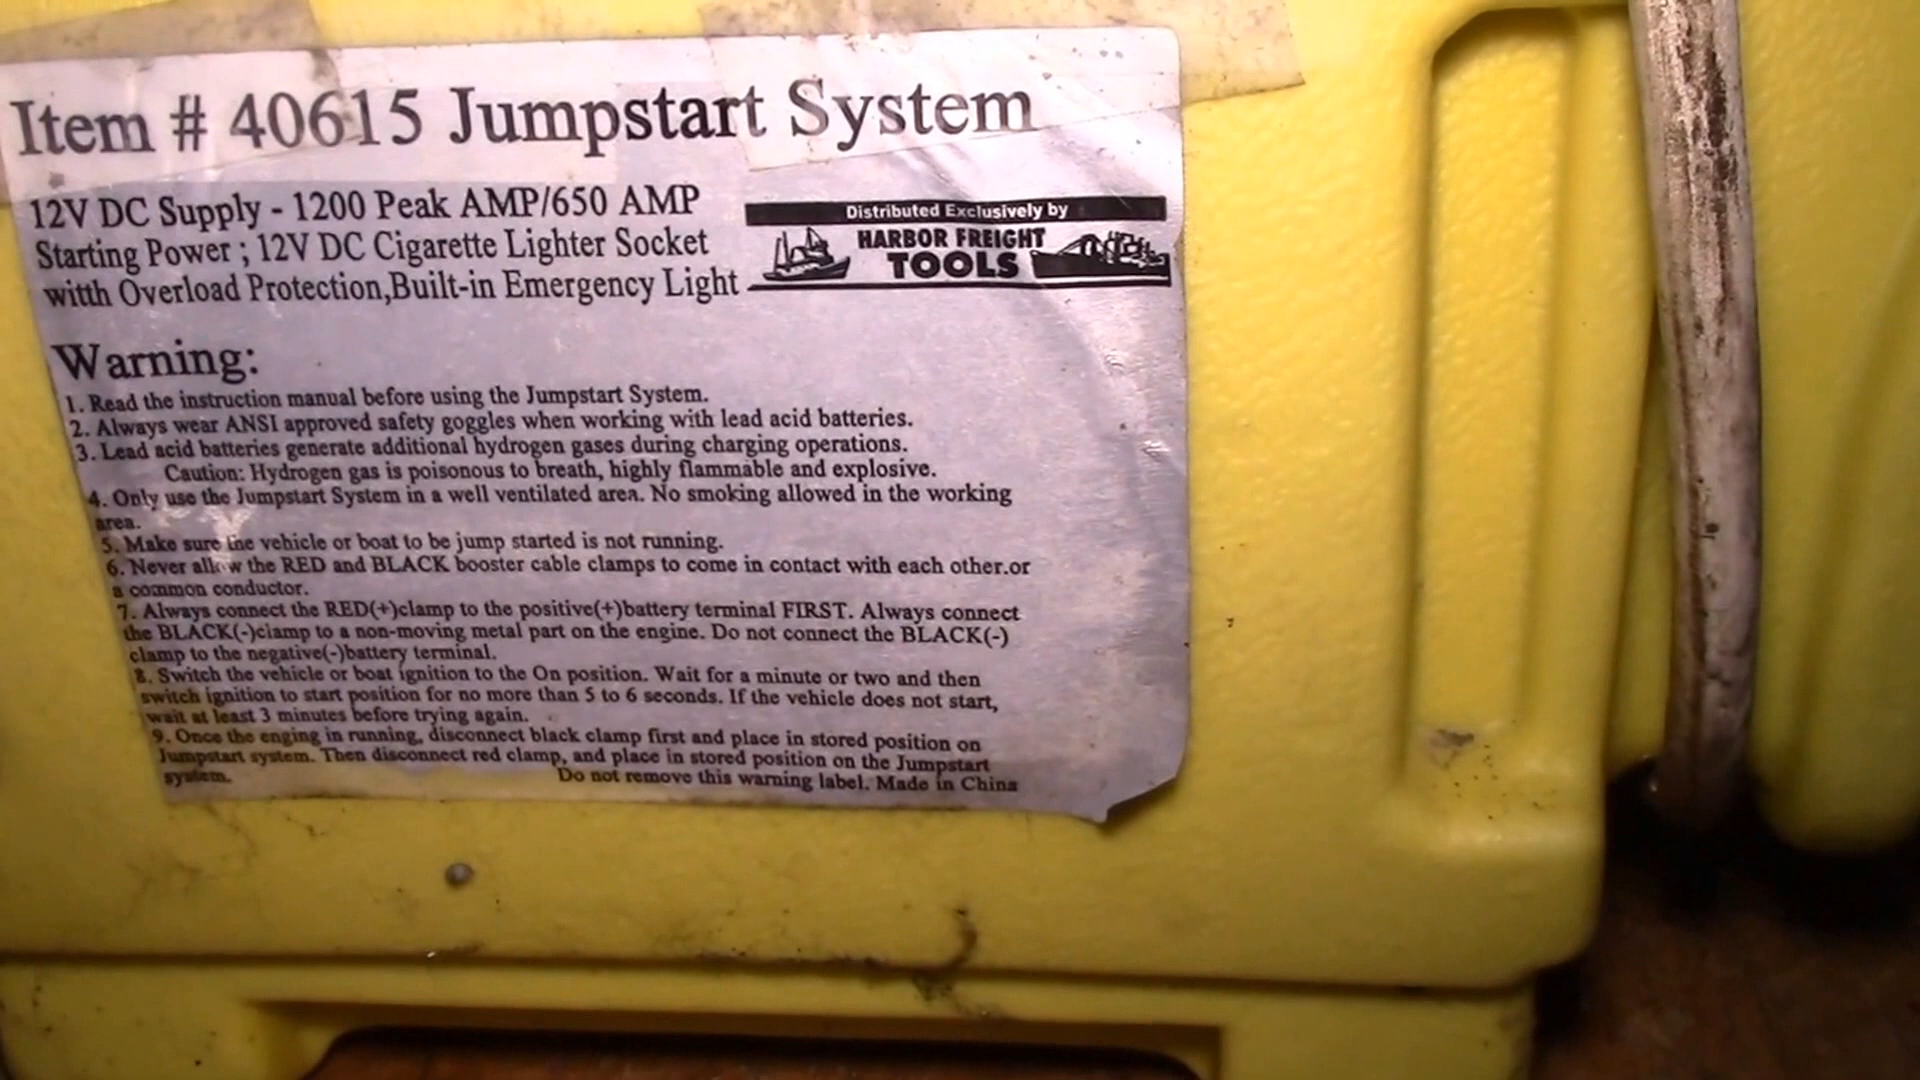 Item # 40615 Jumpstart System
12V DC Supply - 1200 Peak AMP/650 AMP
Starting Power ; 12V DC Cigarette Lighter Socket
witth Overload Protection,Built-in Emergency Light
Distributed Exclusively by
HARBOR FREIGHT
TOOLS
Warning:
1. Read the instruction manual before using the Jumpstart System.
2. Always wear ANSI approved safety goggles when working with lead acid batteries.
3. Lead acid batteries generate additional hydrogen gases during charging operations.
Caution: Hydrogen gas is poisonous to breath, highly flammable and explosive.
4. Only use the Jumpstart System in a well ventilated area. No smoking allowed in the working
area.
5. Make sure the vehicle or boat to be jump started is not running.
6. Never allow the RED and BLACK booster cable clamps to come in contact with each other.or
a common conductor.
7. Always connect the RED(+)clamp to the positive(+)battery terminal FIRST. Always connect
the BLACK(-)clamp to a non-moving metal part on the engine. Do not connect the BLACK(-)
clamp to the negative(-)battery terminal.
8. Switch the vehicle or boat ignition to the On position. Wait for a minute or two and then
switch ignition to start position for no more than 5 to 6 seconds. If the vehicle does not start,
wait at least 3 minutes before trying again.
9. Once the enging in running, disconnect black clamp first and place in stored position on
Jumpstart system. Then disconnect red clamp, and place in stored position on the Jumpstart
system.
Do not remove this warning label. Made in China